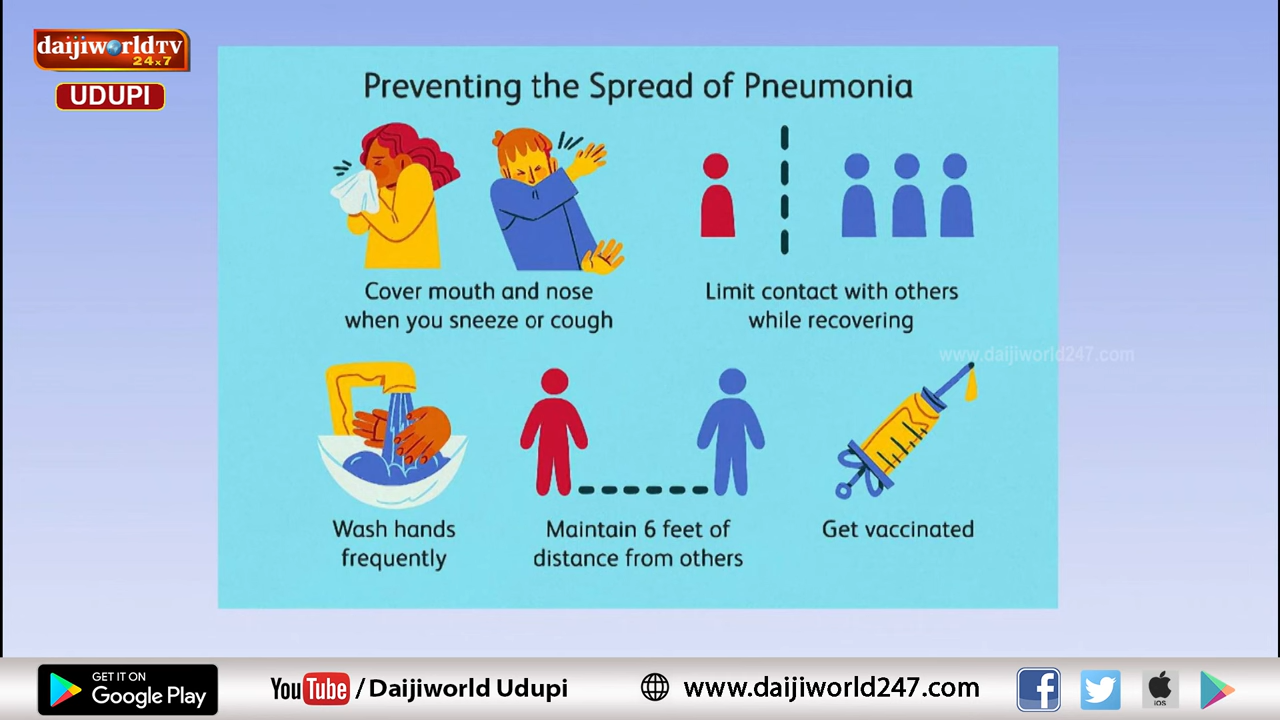 daijiworldTV
24x7
UDUPI
Preventing the Spread of Pneumonia
Cover mouth and nose
when you sneeze or cough
Limit contact with others
while recovering
www.daijiworld247.com
Wash hands
frequently
Maintain 6 feet of
distance from others
Get vaccinated
GET IT ON
Google Play
YouTube / Daijiworld Udupi
www.daijiworld247.com
f
iOS